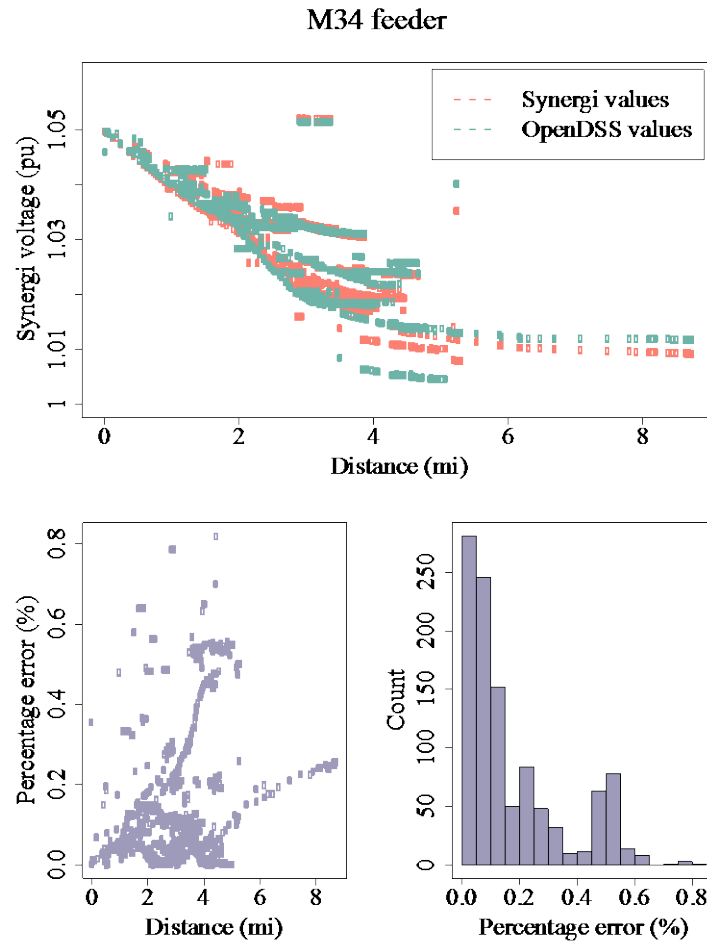 M34 feeder
Synergi values
OpenDSS values
Synergi voltage (pu)
1.05
1.03
1.01
1
0 2 4 6 8
Distance (mi)
Percentage error (%)
0.8
0.6
0.4
0.2
0.0
0 2 4 6 8
Distance (mi)
Count
250
200
150
100
50
0
0.0 0.2 0.4 0.6 0.8
Percentage error (%)